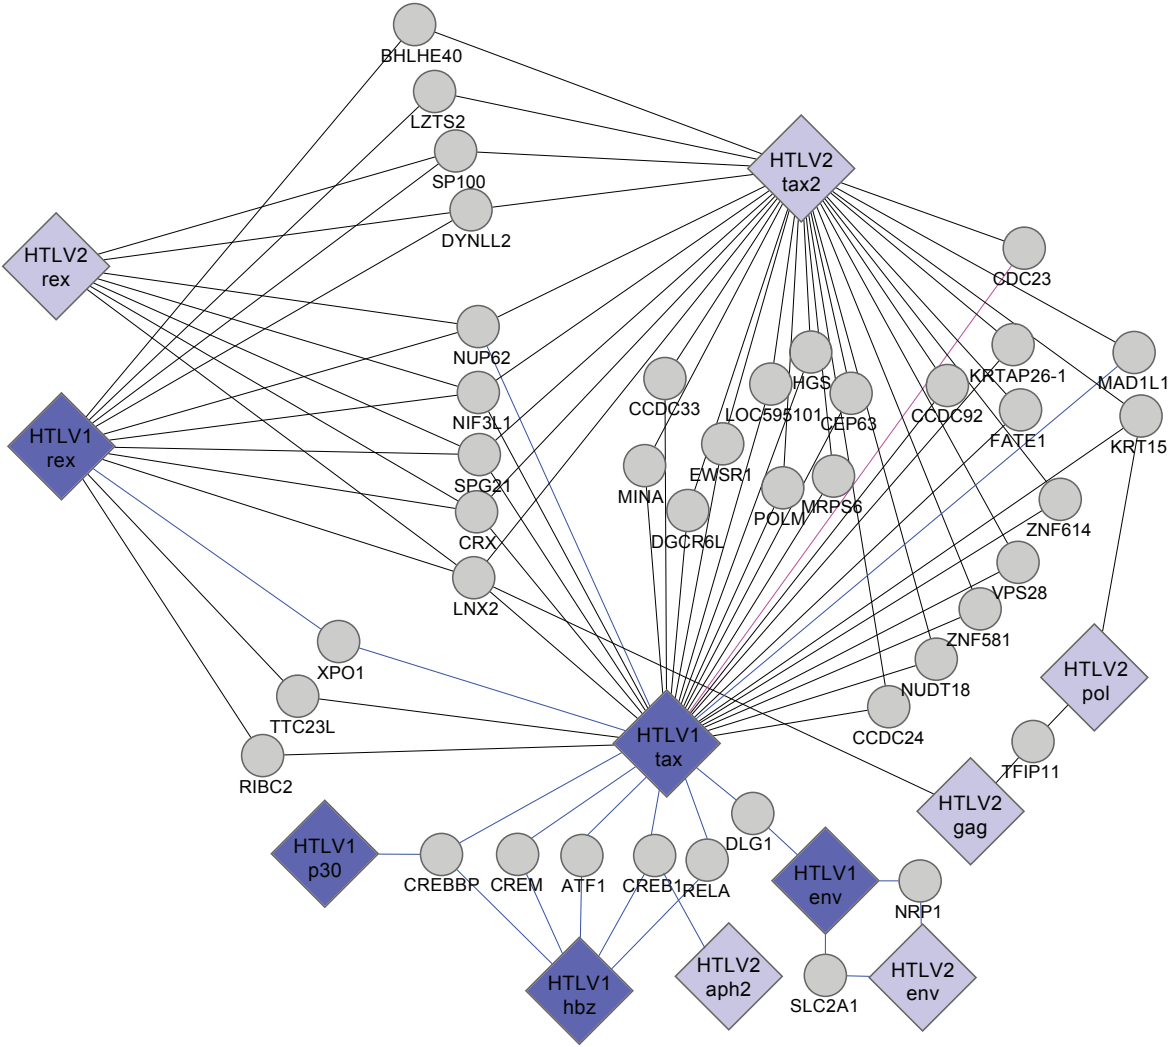 BHLHE40
LZTS2
SP100
DYNLL2
HTLV2
tax2
HTLV2
rex
CDC23
NUP62
NIF3L1
SPG21
CRX
LNX2
HTLV1
rex
CCDC33
LOC595101
HGS
CEP63
KRTAP26-1
CCDC92
MAD1L1
FATE1
KRT15
MINA
EWSR1
DGCR6L
POLM
MRPS6
ZNF614
VPS28
ZNF581
NUDT18
CCDC24
XPO1
TTC23L
RIBC2
HTLV1
tax
HTLV2
pol
TFIP11
HTLV2
gag
HTLV1
p30
CREBBP
CREM
ATF1
CREB1
RELA
DLG1
HTLV1
env
NRP1
HTLV1
hbz
HTLV2
aph2
SLC2A1
HTLV2
env